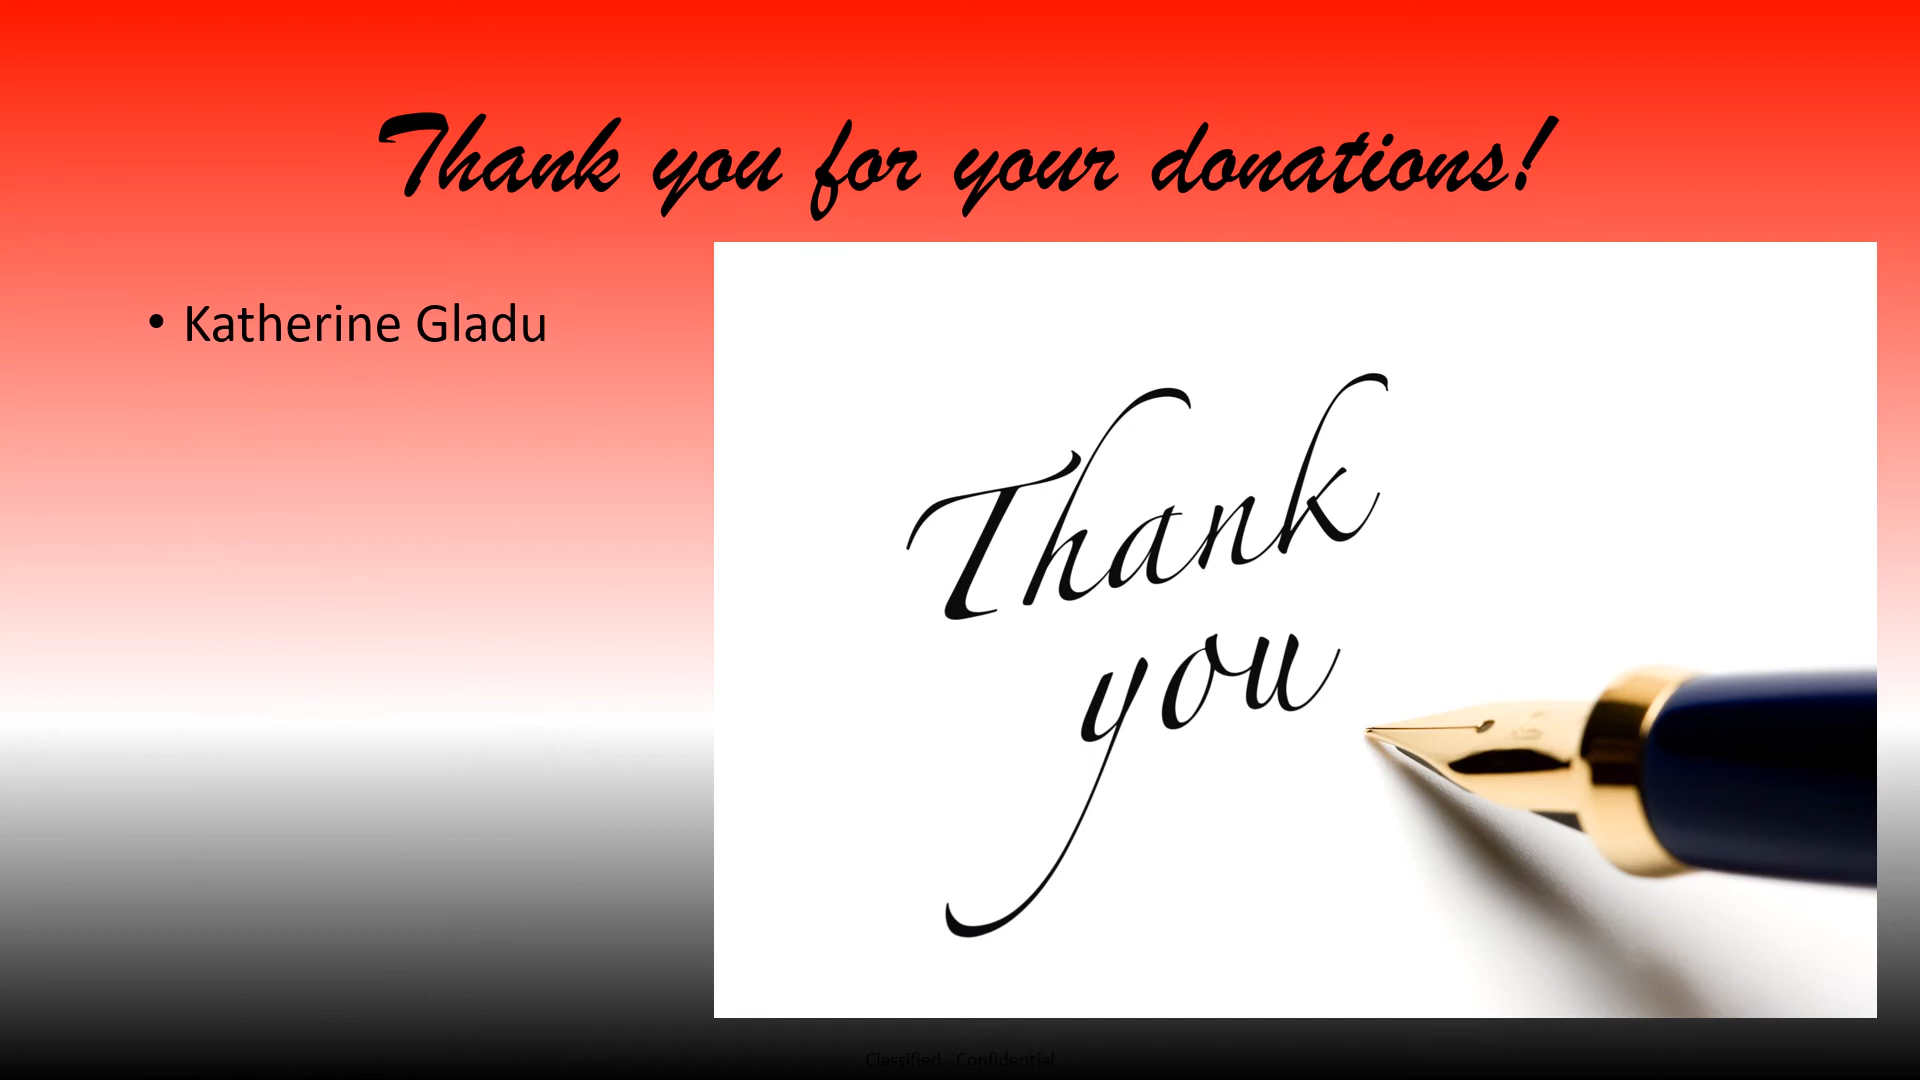 Thank you for your donations!
• Katherine Gladu
Thank
you
Classified - Confidential